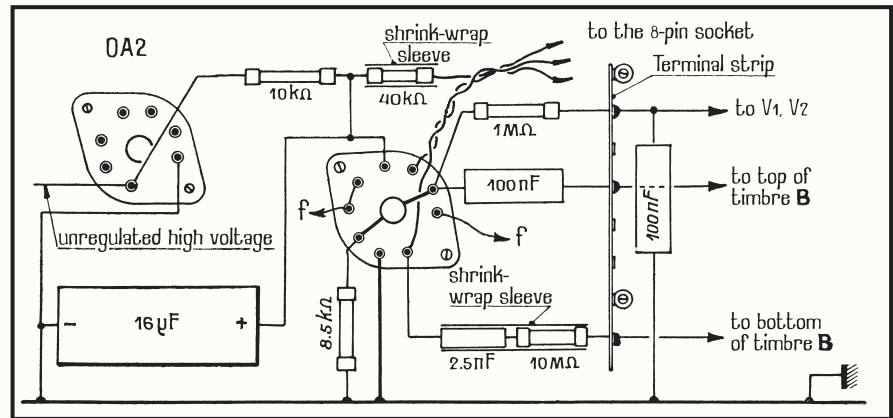 OA2
shrink-wrap
sleeve
to the 8-pin socket
Terminal strip
10kΩ
40kΩ
1MΩ
to V1, V2
100nF
to top of
timbre B
100nF
f
f
unregulated high voltage
shrink-
wrap sleeve
- 16µF +
8.5kΩ
2.5nF
10MΩ
to bottom
of timbre B